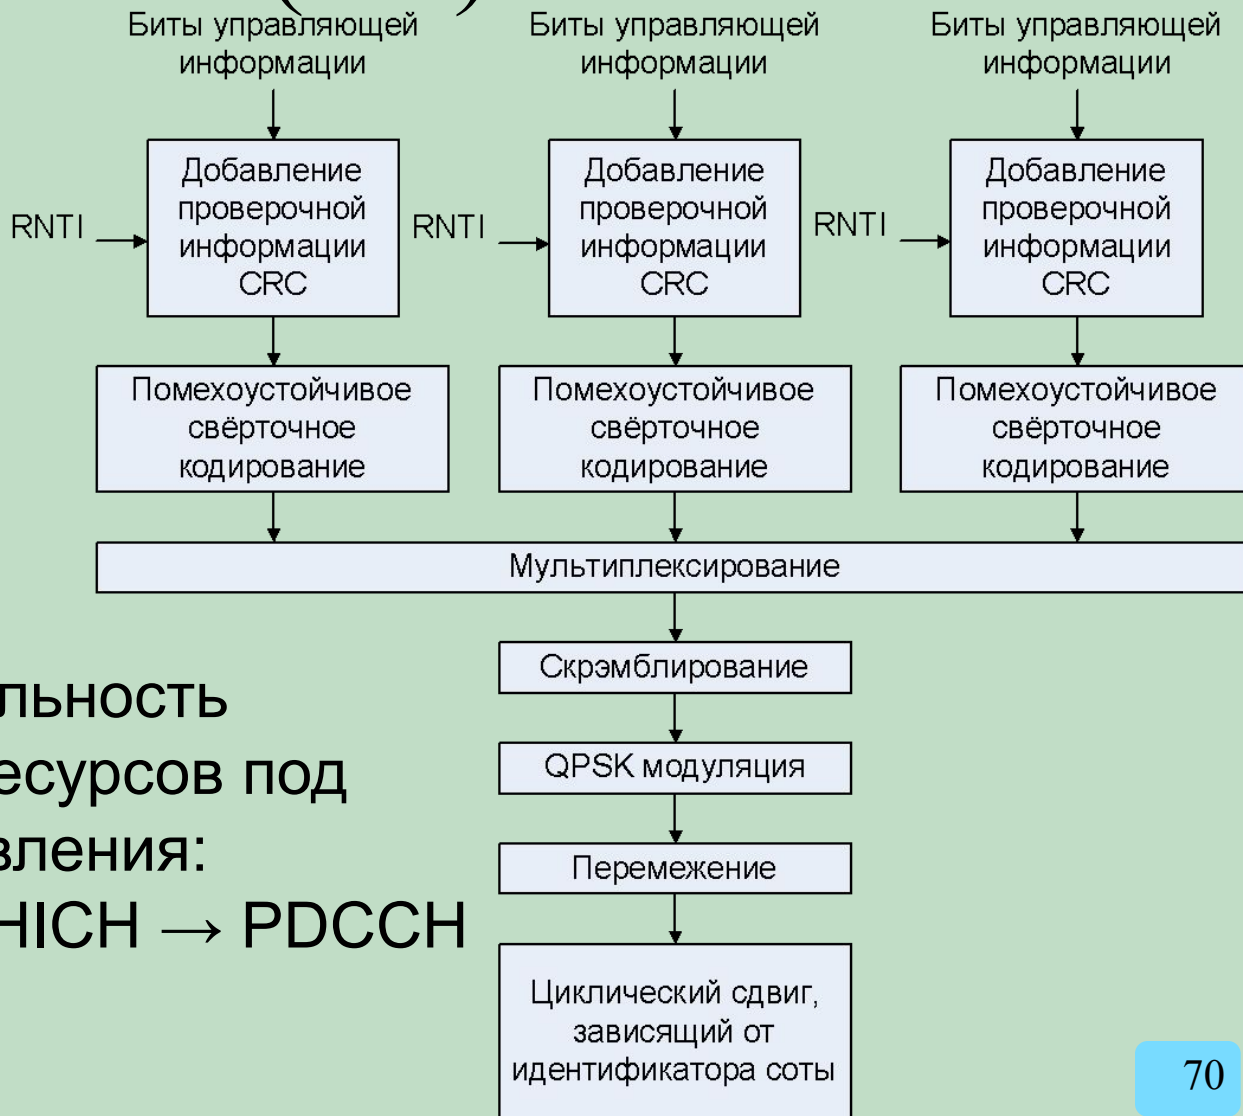 Биты управляющей
информации
Биты управляющей
информации
Биты управляющей
информации
RNTI
Добавление
проверочной
информации
CRC
RNTI
Добавление
проверочной
информации
CRC
RNTI
Добавление
проверочной
информации
CRC
Помехоустойчивое
свёрточное
кодирование
Помехоустойчивое
свёрточное
кодирование
Помехоустойчивое
свёрточное
кодирование
Мультиплексирование
Скрэмблирование
QPSK модуляция
Перемежение
Циклический сдвиг,
зависящий от
идентификатора соты
льность
есурсов под
вления:
HICH → PDCCH
70